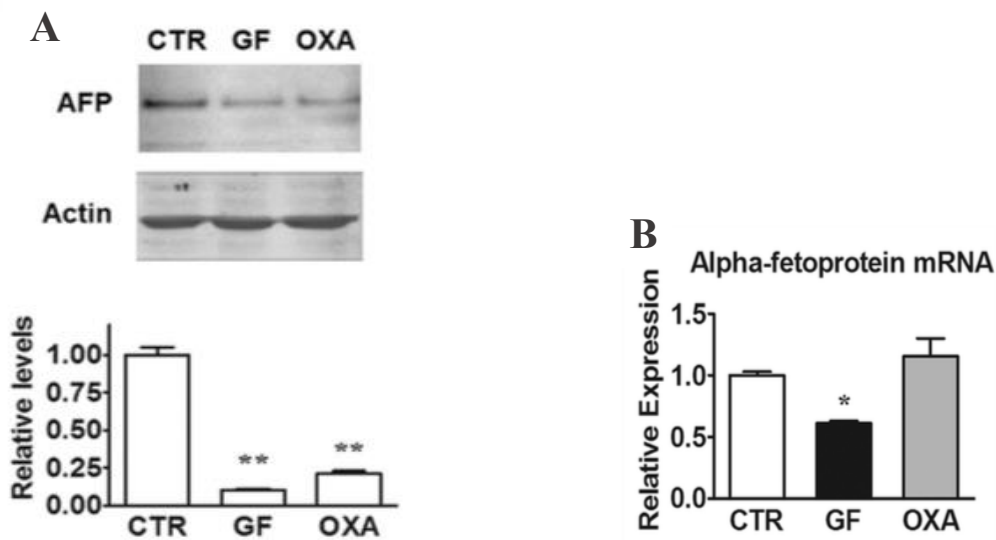 A
CTR GF OXA
AFP
Actin
Relative levels
1.00
0.75
0.50
0.25
0.00
**
**
CTR GF OXA
B
Alpha-fetoprotein mRNA
Relative Expression
1.5
1.0
0.5
0.0
*
CTR GF OXA